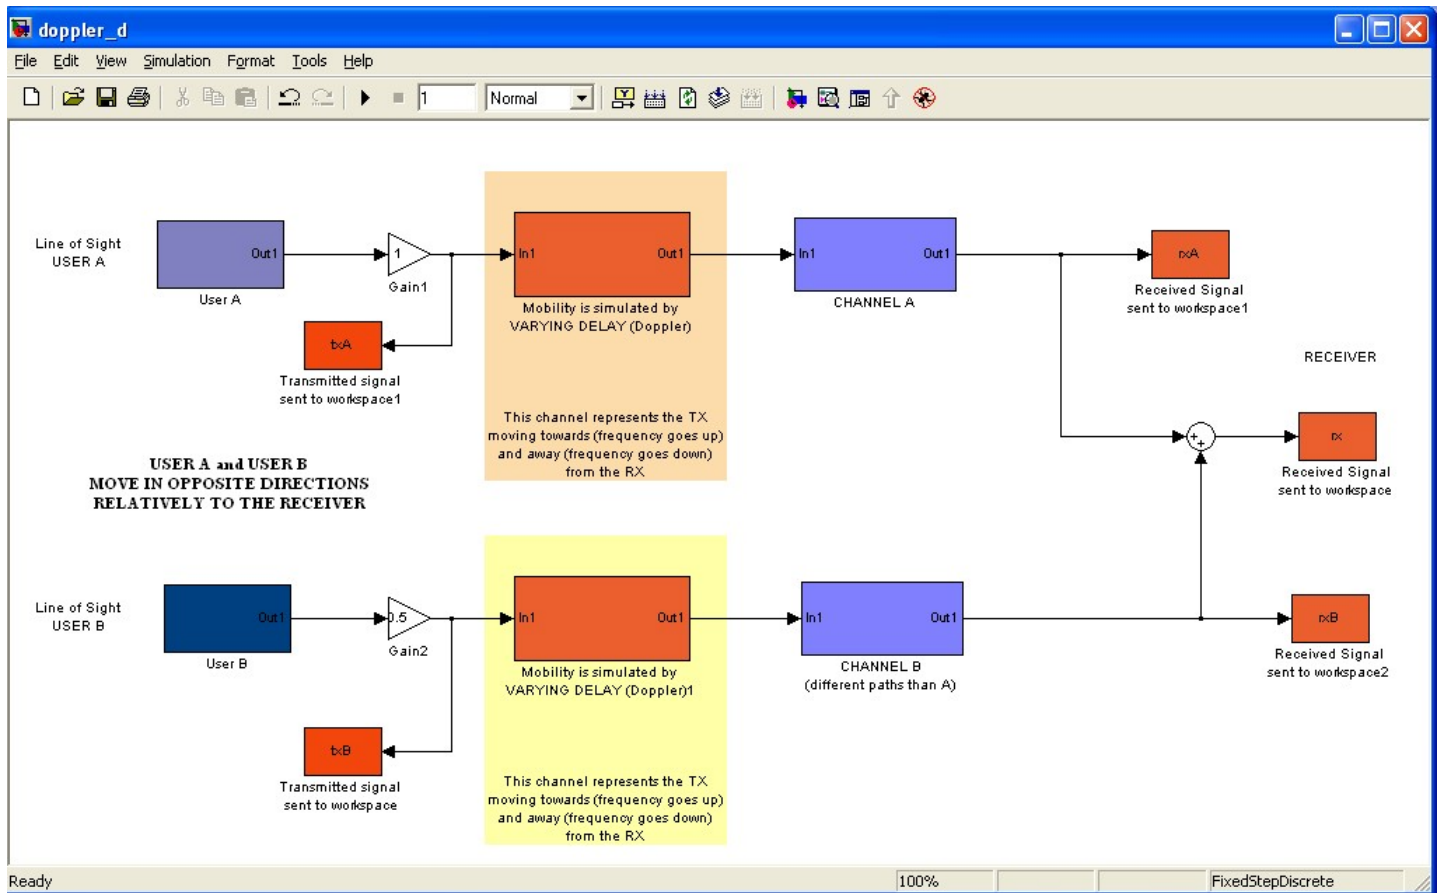 doppler_d
File Edit View Simulation Format Tools Help
1 Normal
Line of Sight
USER A
Out1
User A
1
Gain1
In1 Out1
Mobility is simulated by
VARYING DELAY (Doppler)
In1 Out1
CHANNEL A
rxA
Received Signal
sent to workspace1
txA
Transmitted signal
sent to workspace1
RECEIVER
This channel represents the TX
moving towards (frequency goes up)
and away (frequency goes down)
from the RX
+
+
rx
Received Signal
sent to workspace
USER A and USER B
MOVE IN OPPOSITE DIRECTIONS
RELATIVELY TO THE RECEIVER
Line of Sight
USER B
Out1
User B
0.5
Gain2
In1 Out1
Mobility is simulated by
VARYING DELAY (Doppler)1
In1 Out1
CHANNEL B
(different paths than A)
rxB
Received Signal
sent to workspace2
txB
Transmitted signal
sent to workspace
This channel represents the TX
moving towards (frequency goes up)
and away (frequency goes down)
from the RX
Ready 100% FixedStepDiscrete